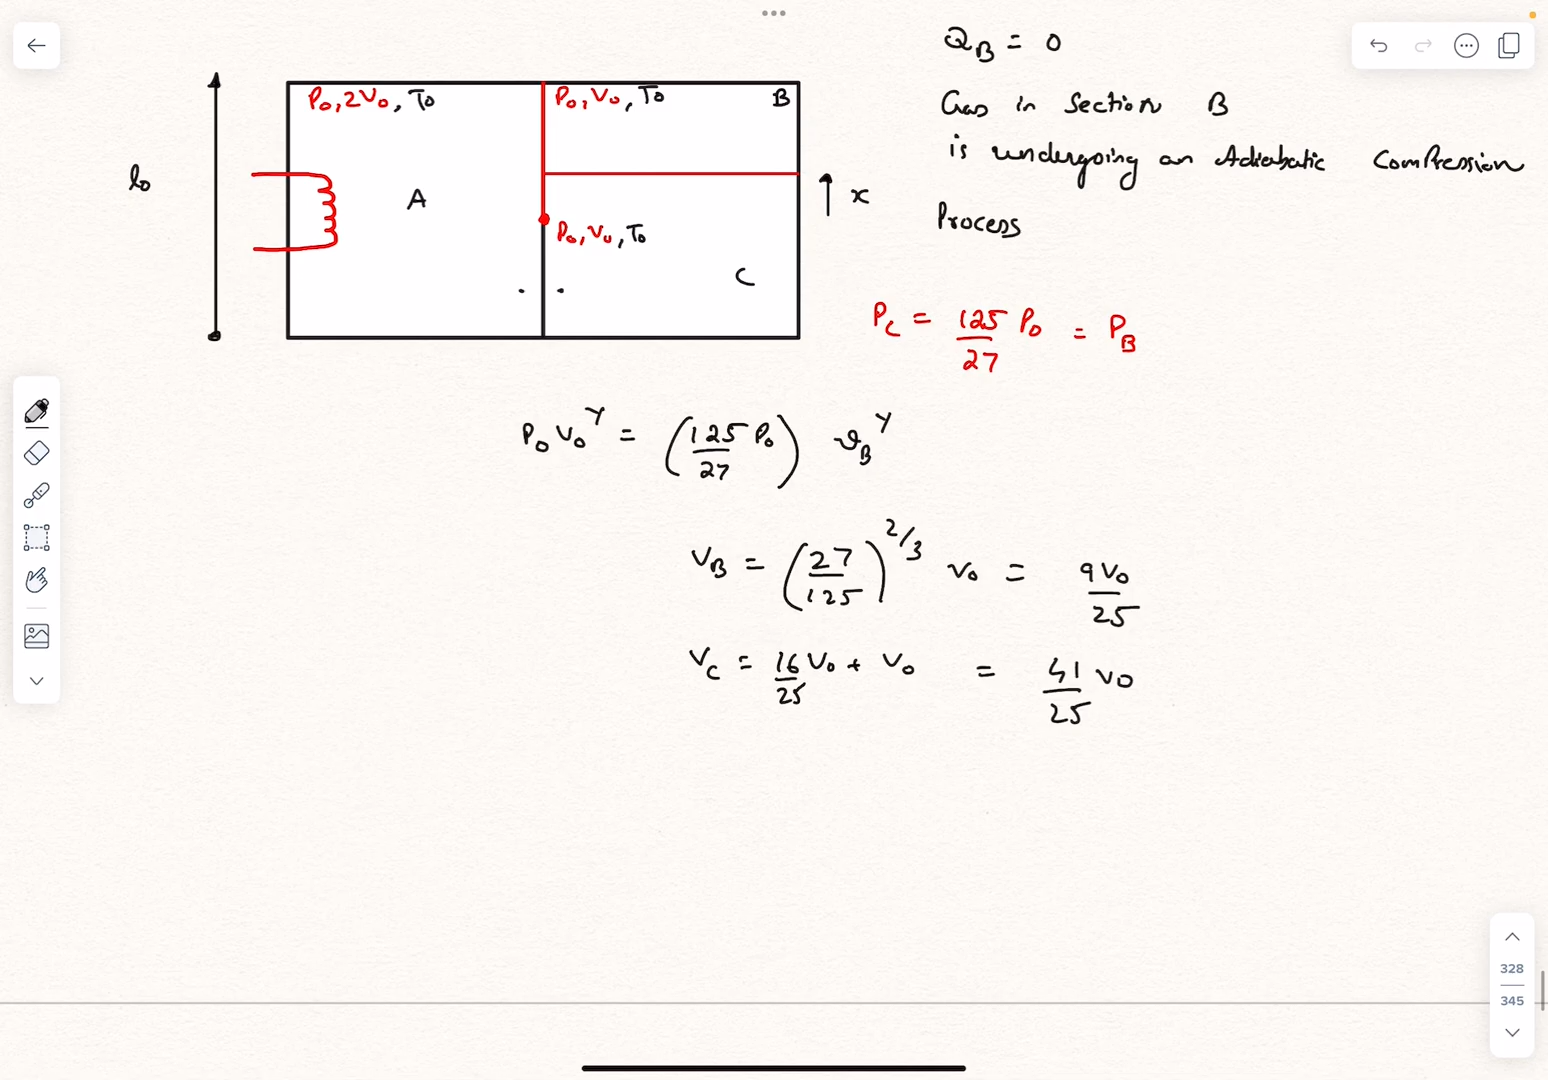 Q_B = 0
P₀, 2V₀, T₀
P₀, V₀, T₀
B
Gas in Section B
is undergoing an Adiabatic Compression
Process
l₀
A
x
P₀, V₀, T₀
C
P_C = 125/27 P₀ = P_B
P₀ V₀^γ = (125/27 P₀) V_B^γ
V_B = (27/125)^{2/3} V₀ = 9V₀/25
V_C = 16/25 V₀ + V₀ = 41/25 V₀
328
345